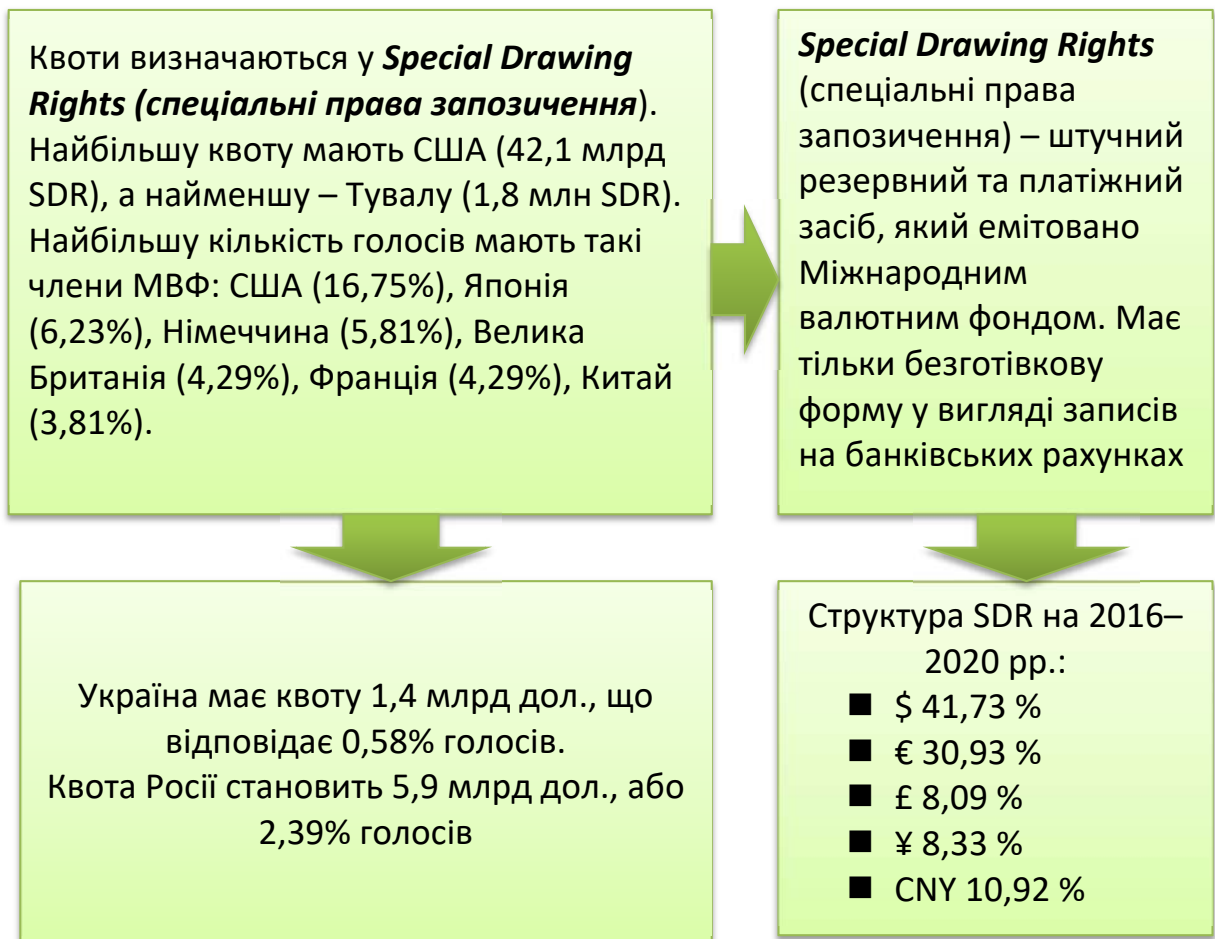 Квоти визначаються у Special Drawing
Rights (спеціальні права запозичення).
Найбільшу квоту мають США (42,1 млрд
SDR), а найменшу – Тувалу (1,8 млн SDR).
Найбільшу кількість голосів мають такі
члени МВФ: США (16,75%), Японія
(6,23%), Німеччина (5,81%), Велика
Британія (4,29%), Франція (4,29%), Китай
(3,81%).
Special Drawing Rights
(спеціальні права
запозичення) – штучний
резервний та платіжний
засіб, який емітовано
Міжнародним
валютним фондом. Має
тільки безготівкову
форму у вигляді записів
на банківських рахунках
Україна має квоту 1,4 млрд дол., що
відповідає 0,58% голосів.
Квота Росії становить 5,9 млрд дол., або
2,39% голосів
Структура SDR на 2016–
2020 рр.:
■ $ 41,73 %
■ € 30,93 %
■ £ 8,09 %
■ ¥ 8,33 %
■ CNY 10,92 %